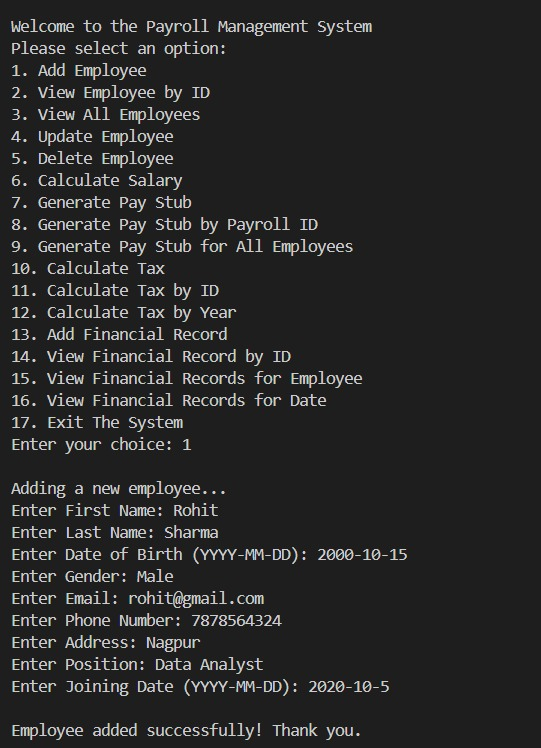 Welcome to the Payroll Management System
Please select an option:
1. Add Employee
2. View Employee by ID
3. View All Employees
4. Update Employee
5. Delete Employee
6. Calculate Salary
7. Generate Pay Stub
8. Generate Pay Stub by Payroll ID
9. Generate Pay Stub for All Employees
10. Calculate Tax
11. Calculate Tax by ID
12. Calculate Tax by Year
13. Add Financial Record
14. View Financial Record by ID
15. View Financial Records for Employee
16. View Financial Records for Date
17. Exit The System
Enter your choice: 1
Adding a new employee...
Enter First Name: Rohit
Enter Last Name: Sharma
Enter Date of Birth (YYYY-MM-DD): 2000-10-15
Enter Gender: Male
Enter Email: rohit@gmail.com
Enter Phone Number: 7878564324
Enter Address: Nagpur
Enter Position: Data Analyst
Enter Joining Date (YYYY-MM-DD): 2020-10-5
Employee added successfully! Thank you.